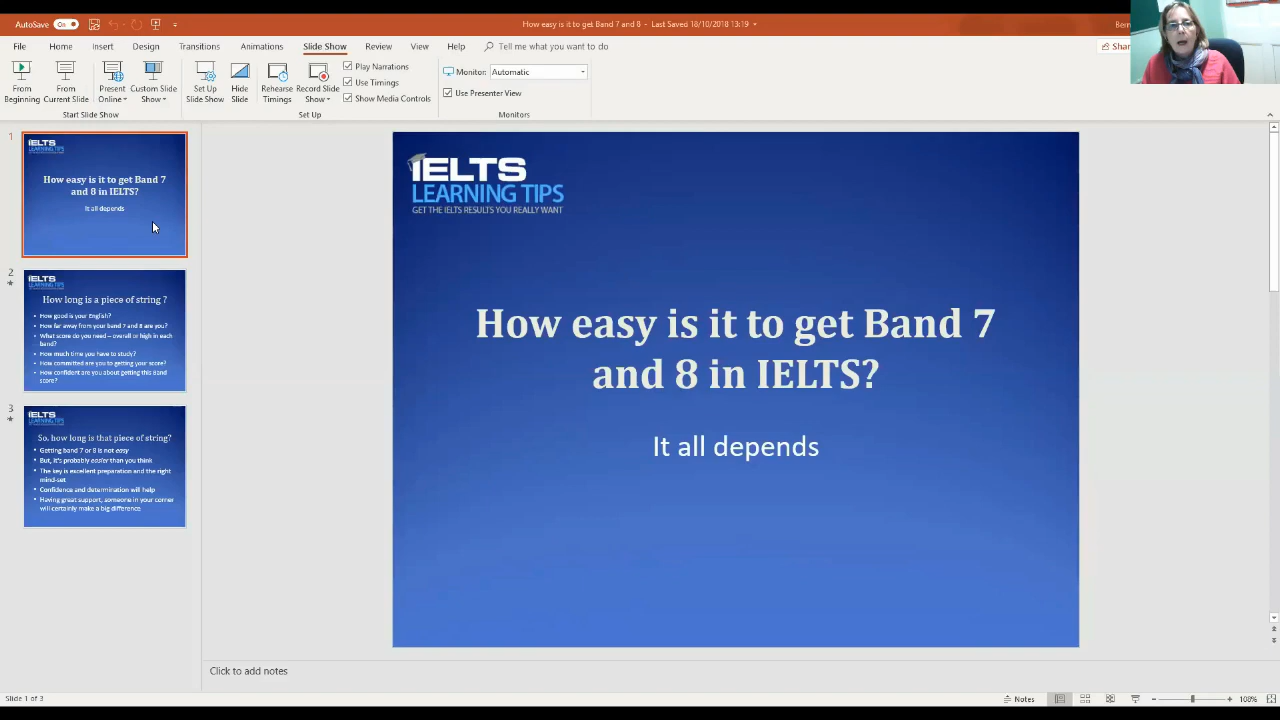 AutoSave
On
How easy is it to get Band 7 and 8 - Last Saved 18/10/2018 13:19
File
Home
Insert
Design
Transitions
Animations
Slide Show
Review
View
Help
Tell me what you want to do
From
Beginning
From
Current Slide
Present
Online
Custom Slide
Show
Start Slide Show
Set Up
Slide Show
Hide
Slide
Rehearse
Timings
Record Slide
Show
Play Narrations
Use Timings
Show Media Controls
Set Up
Monitor:
Automatic
Use Presenter View
Monitors
1
IELTS
How easy is it to get Band 7
and 8 in IELTS?
It all depends
2
IELTS
How long is a piece of string ?
• How good is your English?
• How far away from your band 7 and 8 are you?
• What score do you need – overall or high in each
band?
• How much time you have to study?
• How committed are you to getting your score?
• How confident are you about getting this Band
score?
3
IELTS
So, how long is that piece of string?
• Getting band 7 or 8 is not easy
• But, it's probably easier than you think
• The key is excellent preparation and the right
mind-set
• Confidence and determination will help
• Having great support, someone in your corner
will certainly make a big difference
IELTS
LEARNING TIPS
GET THE IELTS RESULTS YOU REALLY WANT
How easy is it to get Band 7
and 8 in IELTS?
It all depends
Click to add notes
Slide 1 of 3
Notes
108%